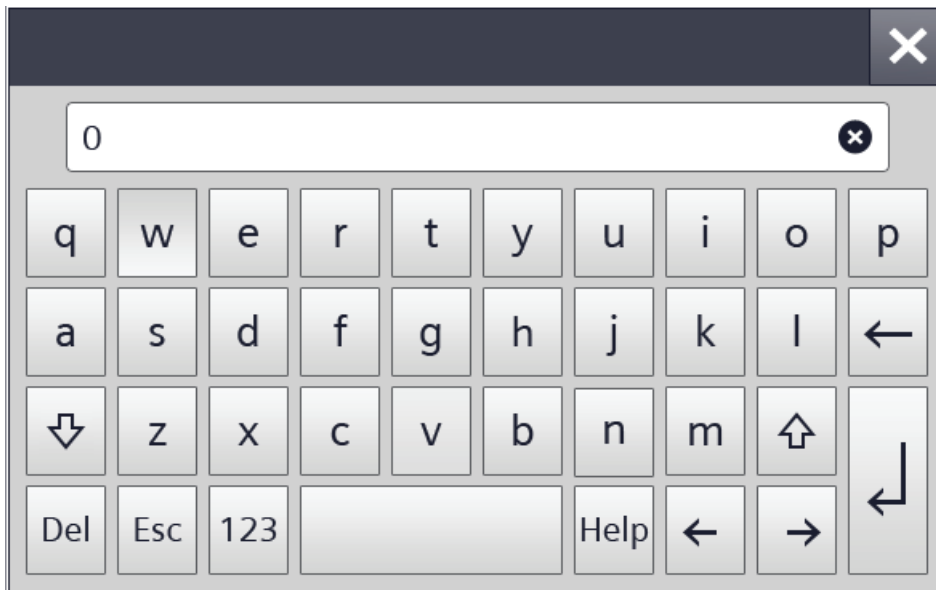 0
q w e r t y u i o p
a s d f g h j k l ←
z x c v b n m
Del Esc 123 Help ← →